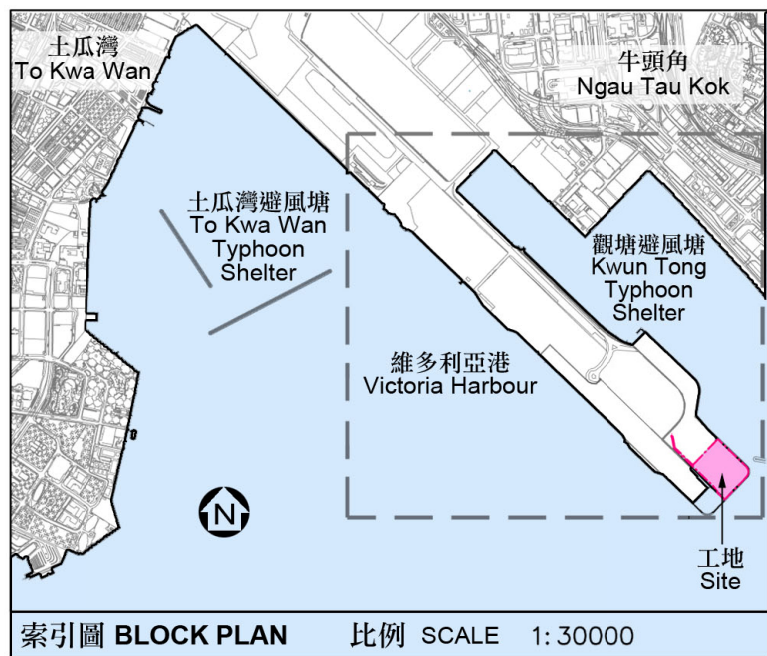 土瓜灣
To Kwa Wan
牛頭角
Ngau Tau Kok
土瓜灣避風塘
To Kwa Wan
Typhoon
Shelter
觀塘避風塘
Kwun Tong
Typhoon
Shelter
維多利亞港
Victoria Harbour
N
工地
Site
索引圖 BLOCK PLAN 比例 SCALE 1:30000